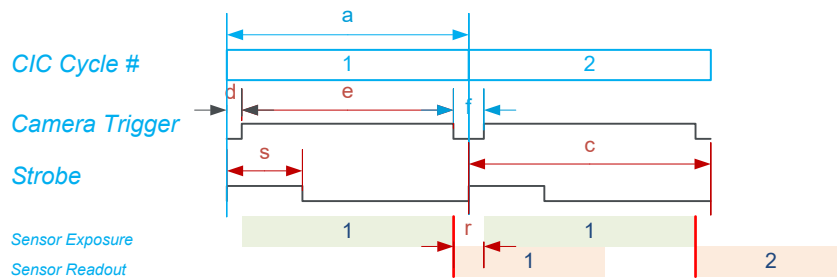 a
CIC Cycle # 1 2
d e f
Camera Trigger
s c
Strobe
Sensor Exposure 1 r 1
Sensor Readout 1 2